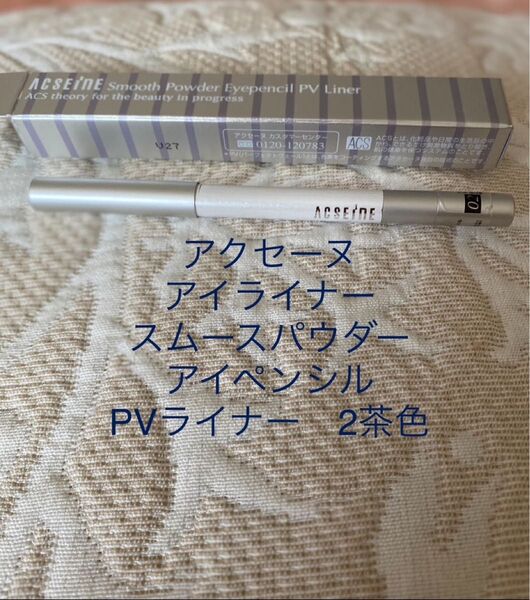 ACSEINE Smooth Powder Eyepencil PV Liner
ACS theory for the beauty in progress
U27
アクセーヌ カスタマーセンター
0120-120783
ACS
ACSEINE
アクセーヌ
アイライナー
スムースパウダー
アイペンシル
PVライナー 2茶色